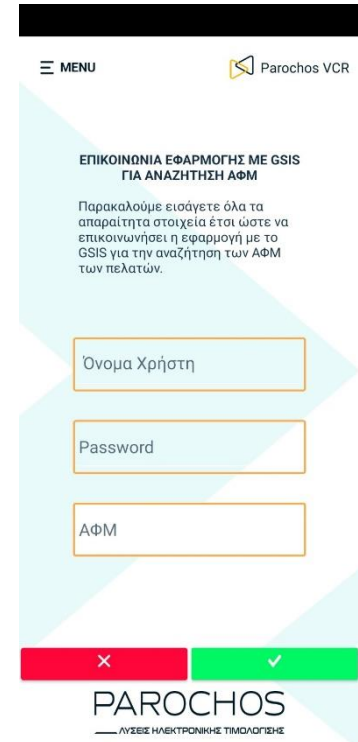 MENU
Parochos VCR
ΕΠΙΚΟΙΝΩΝΙΑ ΕΦΑΡΜΟΓΗΣ ΜΕ GSIS
ΓΙΑ ΑΝΑΖΗΤΗΣΗ ΑΦΜ
Παρακαλούμε εισάγετε όλα τα
απαραίτητα στοιχεία έτσι ώστε να
επικοινωνήσει η εφαρμογή με το
GSIS για την αναζήτηση των ΑΦΜ
των πελατών.
Όνομα Χρήστη
Password
ΑΦΜ
PAROCHOS
ΛΥΣΕΙΣ ΗΛΕΚΤΡΟΝΙΚΗΣ ΤΙΜΟΛΟΓΙΣΗΣ